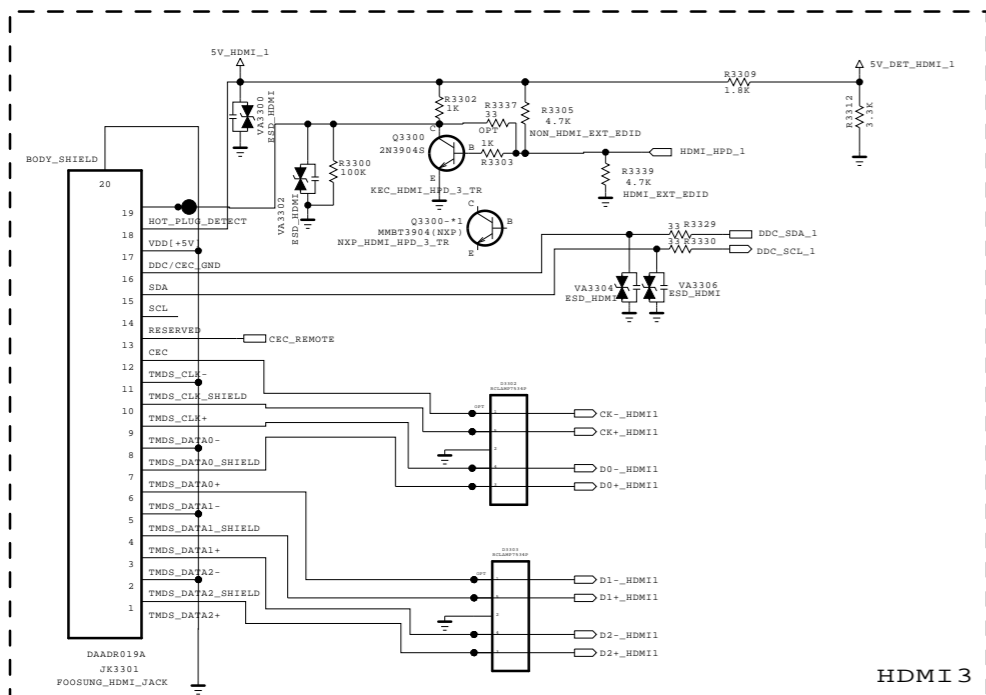 5V_HDMI_1
5V_DET_HDMI_1
R3309
1.8K
R3312
3.3K
VA3300
ESD_HDMI
R3302
1K
R3337
33
OPT
R3305
4.7K
NON_HDMI_EXT_EDID
Q3300
2N3904S
C
B
E
1K
R3303
HDMI_HPD_1
R3339
4.7K
HDMI_EXT_EDID
KEC_HDMI_HPD_3_TR
R3300
100K
VA3302
ESD_HDMI
Q3300-*1
MMBT3904(NXP)
NXP_HDMI_HPD_3_TR
C
B
E
BODY_SHIELD
20
19
HOT_PLUG_DETECT
18
VDD[+5V]
17
DDC/CEC_GND
16
SDA
15
SCL
14
RESERVED
13
CEC
12
TMDS_CLK-
11
TMDS_CLK_SHIELD
10
TMDS_CLK+
9
TMDS_DATA0-
8
TMDS_DATA0_SHIELD
7
TMDS_DATA0+
6
TMDS_DATA1-
5
TMDS_DATA1_SHIELD
4
TMDS_DATA1+
3
TMDS_DATA2-
2
TMDS_DATA2_SHIELD
1
TMDS_DATA2+
33 R3329
DDC_SDA_1
33 R3330
DDC_SCL_1
VA3304
ESD_HDMI
VA3306
ESD_HDMI
CEC_REMOTE
D3302
RCLAMP7534P
OPT
CK-_HDMI1
CK+_HDMI1
D0-_HDMI1
D0+_HDMI1
RCLAMP7534P
OPT
D1-_HDMI1
D1+_HDMI1
D2-_HDMI1
D2+_HDMI1
DAADR019A
JK3301
FOOSUNG_HDMI_JACK
HDMI3